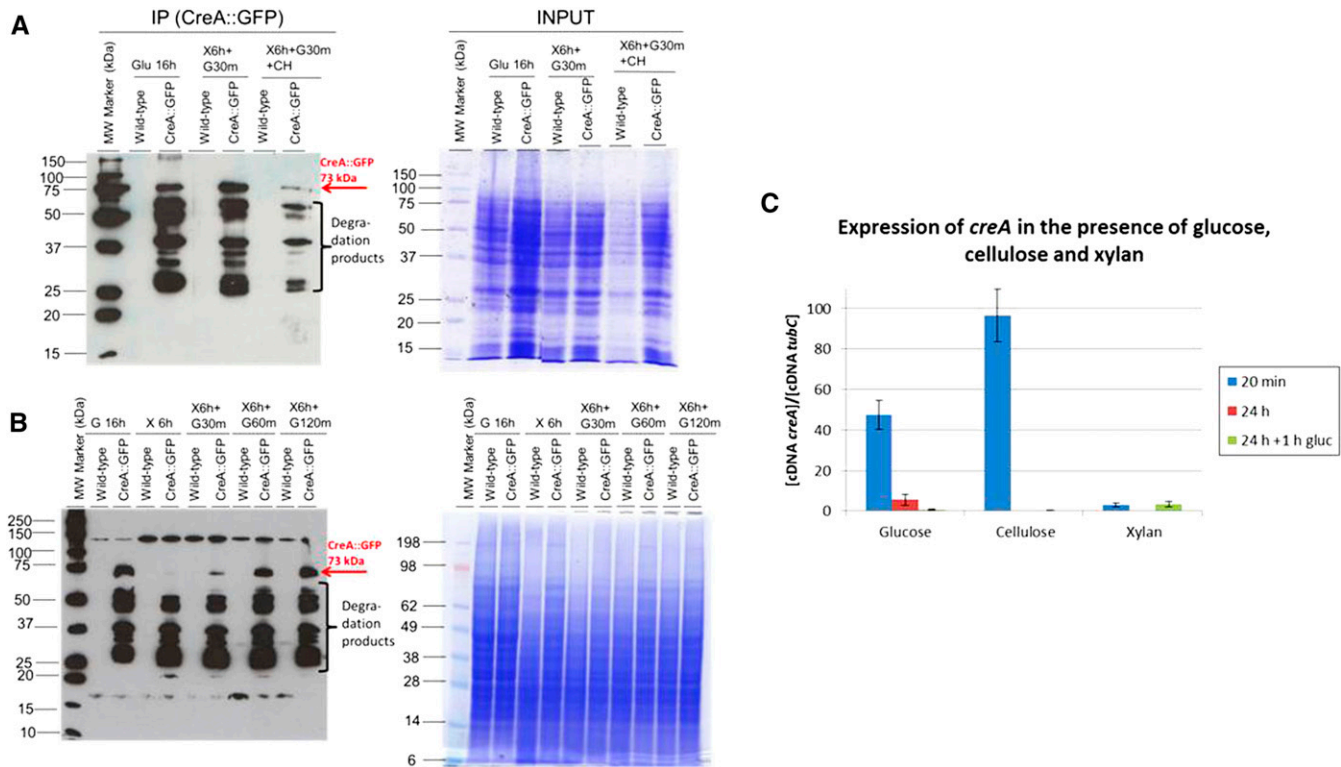 A
IP (CreA::GFP)
MW Marker (kDa)
Glu 16h
X6h+
G30m
X6h+G30m
+CH
Wild-type
CreA::GFP
Wild-type
CreA::GFP
Wild-type
CreA::GFP
150
100
75
50
37
25
20
15
CreA::GFP
73 kDa
Degra-
dation
products
INPUT
MW Marker (kDa)
Glu 16h
X6h+
G30m
X6h+G30m
+CH
Wild-type
CreA::GFP
Wild-type
CreA::GFP
Wild-type
CreA::GFP
150
100
75
50
37
25
20
15
B
MW Marker (kDa)
G 16h
X 6h
X6h+
G30m
X6h+
G60m
X6h+
G120m
Wild-type
CreA::GFP
Wild-type
CreA::GFP
Wild-type
CreA::GFP
Wild-type
CreA::GFP
Wild-type
CreA::GFP
250
150
100
75
50
37
25
20
15
10
CreA::GFP
73 kDa
Degra-
dation
products
MW Marker (kDa)
G 16h
X 6h
X6h+
G30m
X6h+
G60m
X6h+
G120m
Wild-type
CreA::GFP
Wild-type
CreA::GFP
Wild-type
CreA::GFP
Wild-type
CreA::GFP
Wild-type
CreA::GFP
198
98
62
49
38
28
14
6
C
Expression of creA in the presence of glucose,
cellulose and xylan
[cDNA creA]/[cDNA tubC]
100
80
60
40
20
0
Glucose
Cellulose
Xylan
20 min
24 h
24 h +1 h gluc